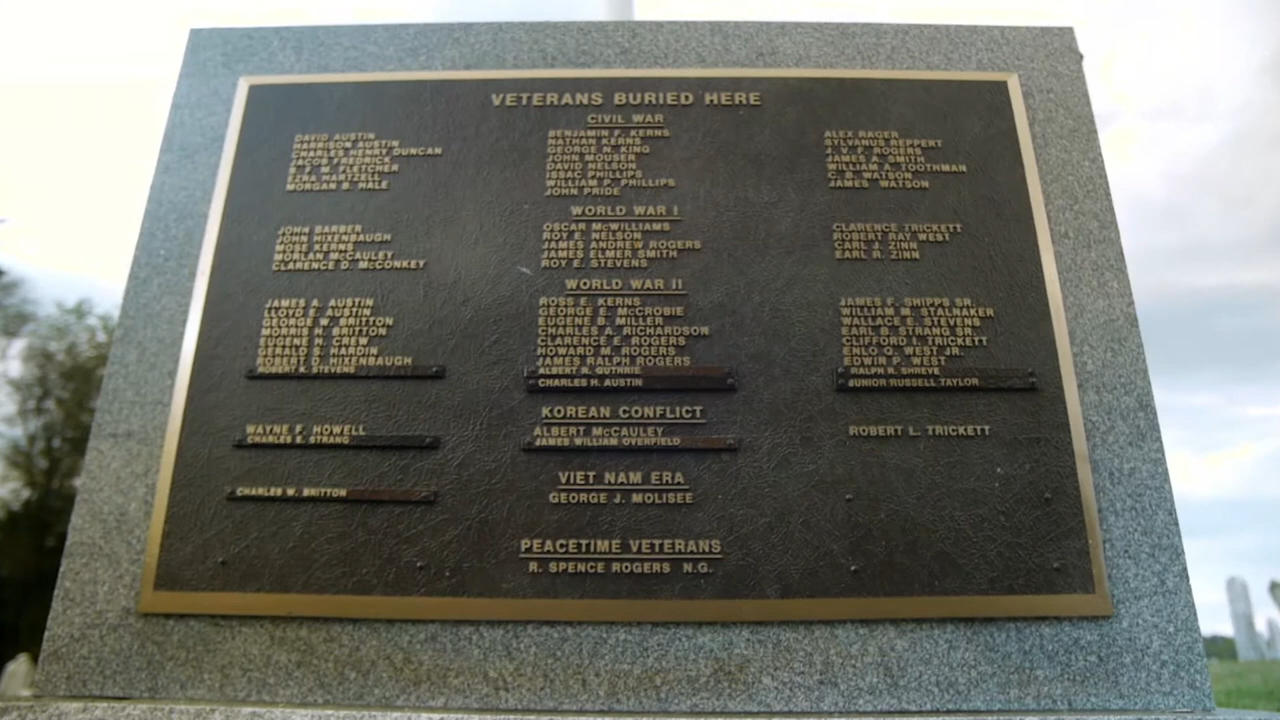 VETERANS BURIED HERE
CIVIL WAR
DAVID AUSTIN
HARRISON AUSTIN
CHARLES HENRY DUNCAN
JACOB FREDRICK
S. F. M. FLETCHER
EZRA HARTZELL
MORGAN B. HALE
BENJAMIN F. KERNS
NATHAN KERNS
GEORGE N. KING
JOHN MOUSER
DAVID NELSON
ISSAC PHILLIPS
WILLIAM P. PHILLIPS
JOHN PRIDE
ALEX RAGER
SYLVANUS REPPERT
J. V. F. ROGERS
JAMES A. SMITH
WILLIAM A. TOOTHMAN
C. B. WATSON
JAMES WATSON
WORLD WAR I
JOHN BARBER
JOHN HIXENBAUGH
MOSE KERNS
MORLAN McCAULEY
CLARENCE D. McCONKEY
OSCAR McWILLIAMS
ROY E. NELSON
JAMES ANDREW ROGERS
JAMES ELMER SMITH
ROY E. STEVENS
CLARENCE TRICKETT
ROBERT RAY WEST
CARL J. ZINN
EARL R. ZINN
WORLD WAR II
JAMES A. AUSTIN
LLOYD E. AUSTIN
GEORGE W. BRITTON
MORRIS H. BRITTON
EUGENE H. CREW
GERALD S. HARDIN
ROBERT D. HIXENBAUGH
ROBERT K. STEVENS
ROSS E. KERNS
GEORGE E. McCROBIE
EUGENE B. MILLER
CHARLES A. RICHARDSON
CLARENCE E. ROGERS
HOWARD M. ROGERS
JAMES RALPH ROGERS
ALBERT R. GUTHRIE
CHARLES H. AUSTIN
JAMES F. SHIPPS SR.
WILLIAM M. STALNAKER
WALLACE E. STEVENS
EARL B. STRANG SR.
CLIFFORD I. TRICKETT
ENLO Q. WEST JR.
EDWIN P. WEST
RALPH R. SHREVE
JUNIOR RUSSELL TAYLOR
KOREAN CONFLICT
WAYNE F. HOWELL
CHARLES E. STRANG
ALBERT McCAULEY
JAMES WILLIAM OVERFIELD
ROBERT L. TRICKETT
VIET NAM ERA
CHARLES W. BRITTON
GEORGE J. MOLISEE
PEACETIME VETERANS
R. SPENCE ROGERS N.G.